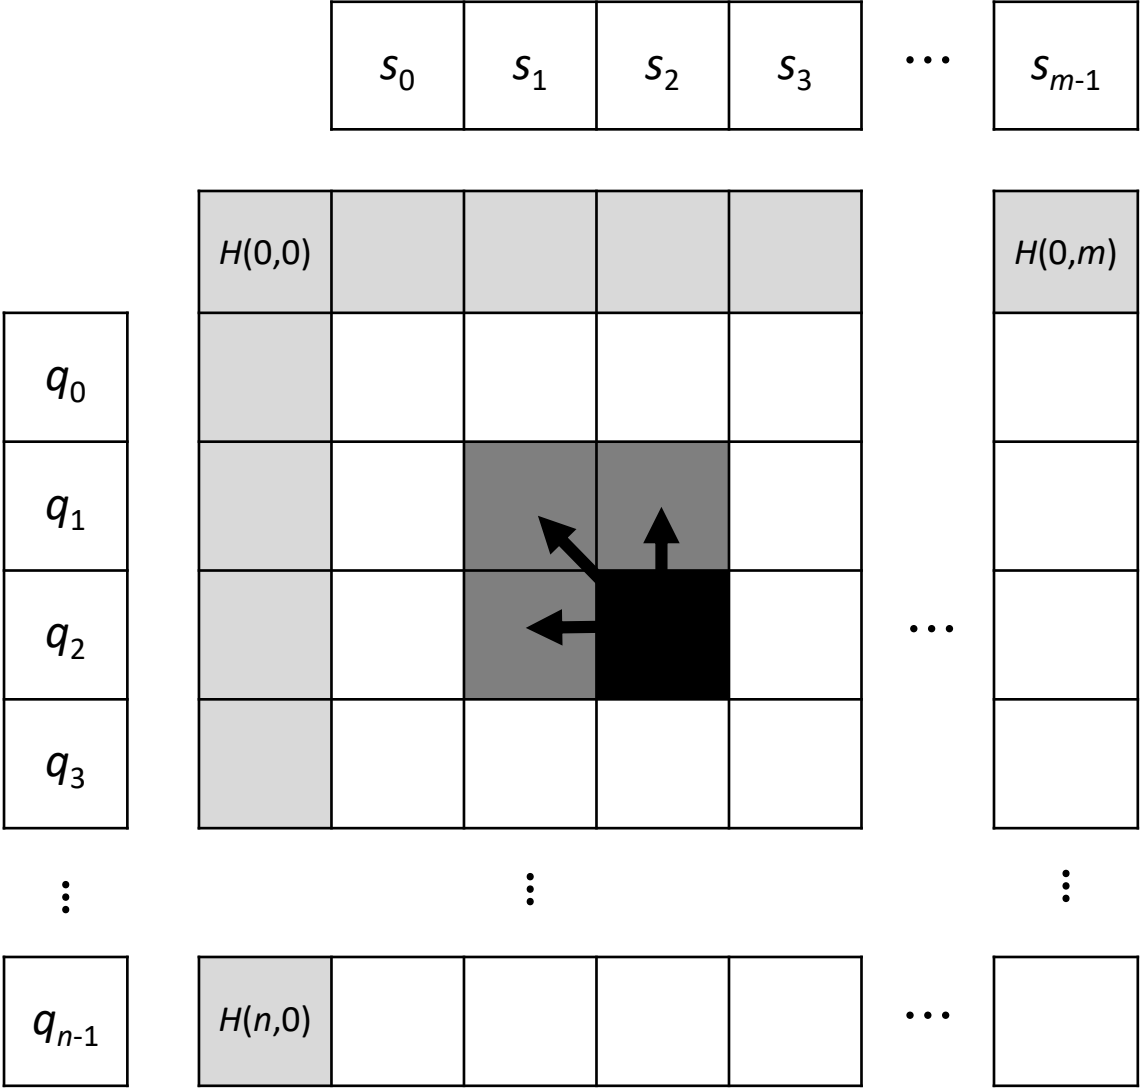 s₀ s₁ s₂ s₃ ⋯ sₘ₋₁
H(0,0) H(0,m)
q₀
q₁
q₂ ⋯
q₃
⋮ ⋮ ⋮
qₙ₋₁ H(n,0) ⋯